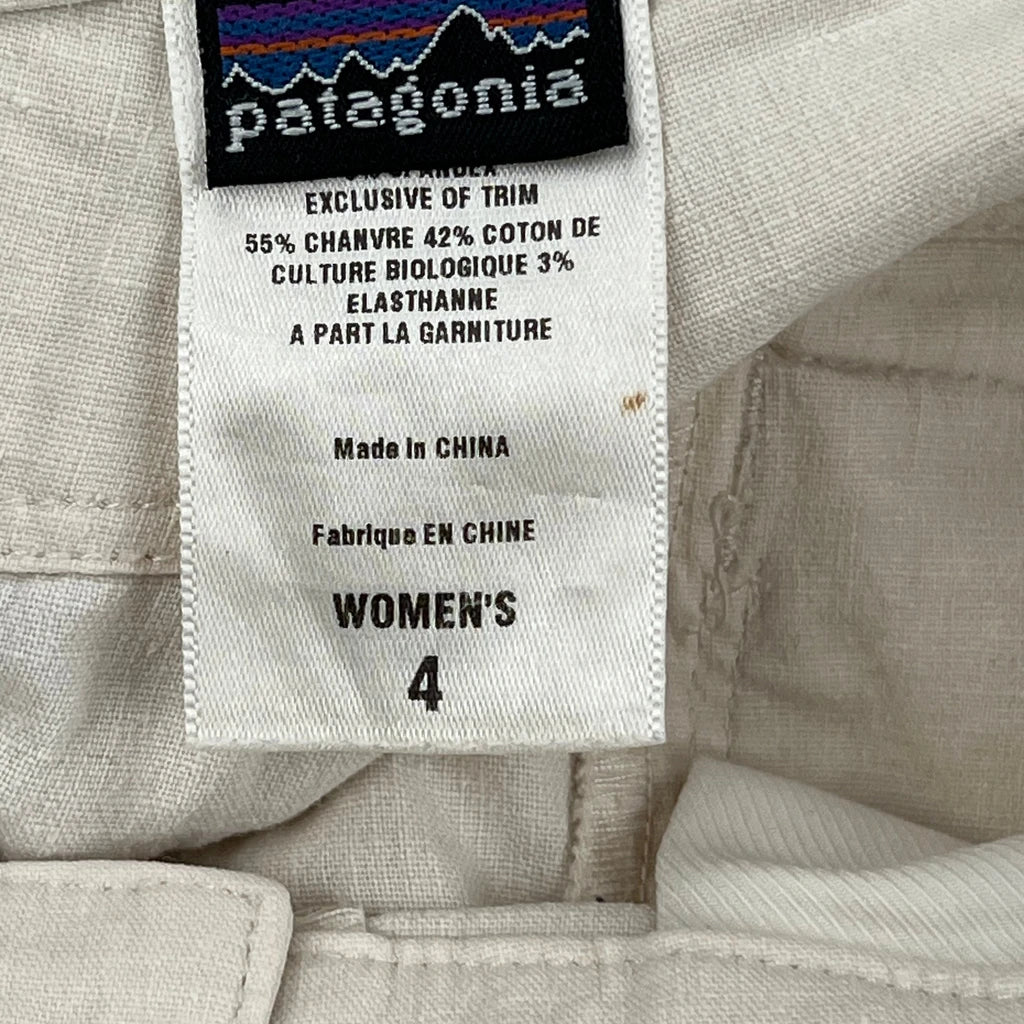 patagonia
EXCLUSIVE OF TRIM
55% CHANVRE 42% COTON DE
CULTURE BIOLOGIQUE 3%
ELASTHANNE
A PART LA GARNITURE
Made In CHINA
Fabrique EN CHINE
WOMEN'S
4